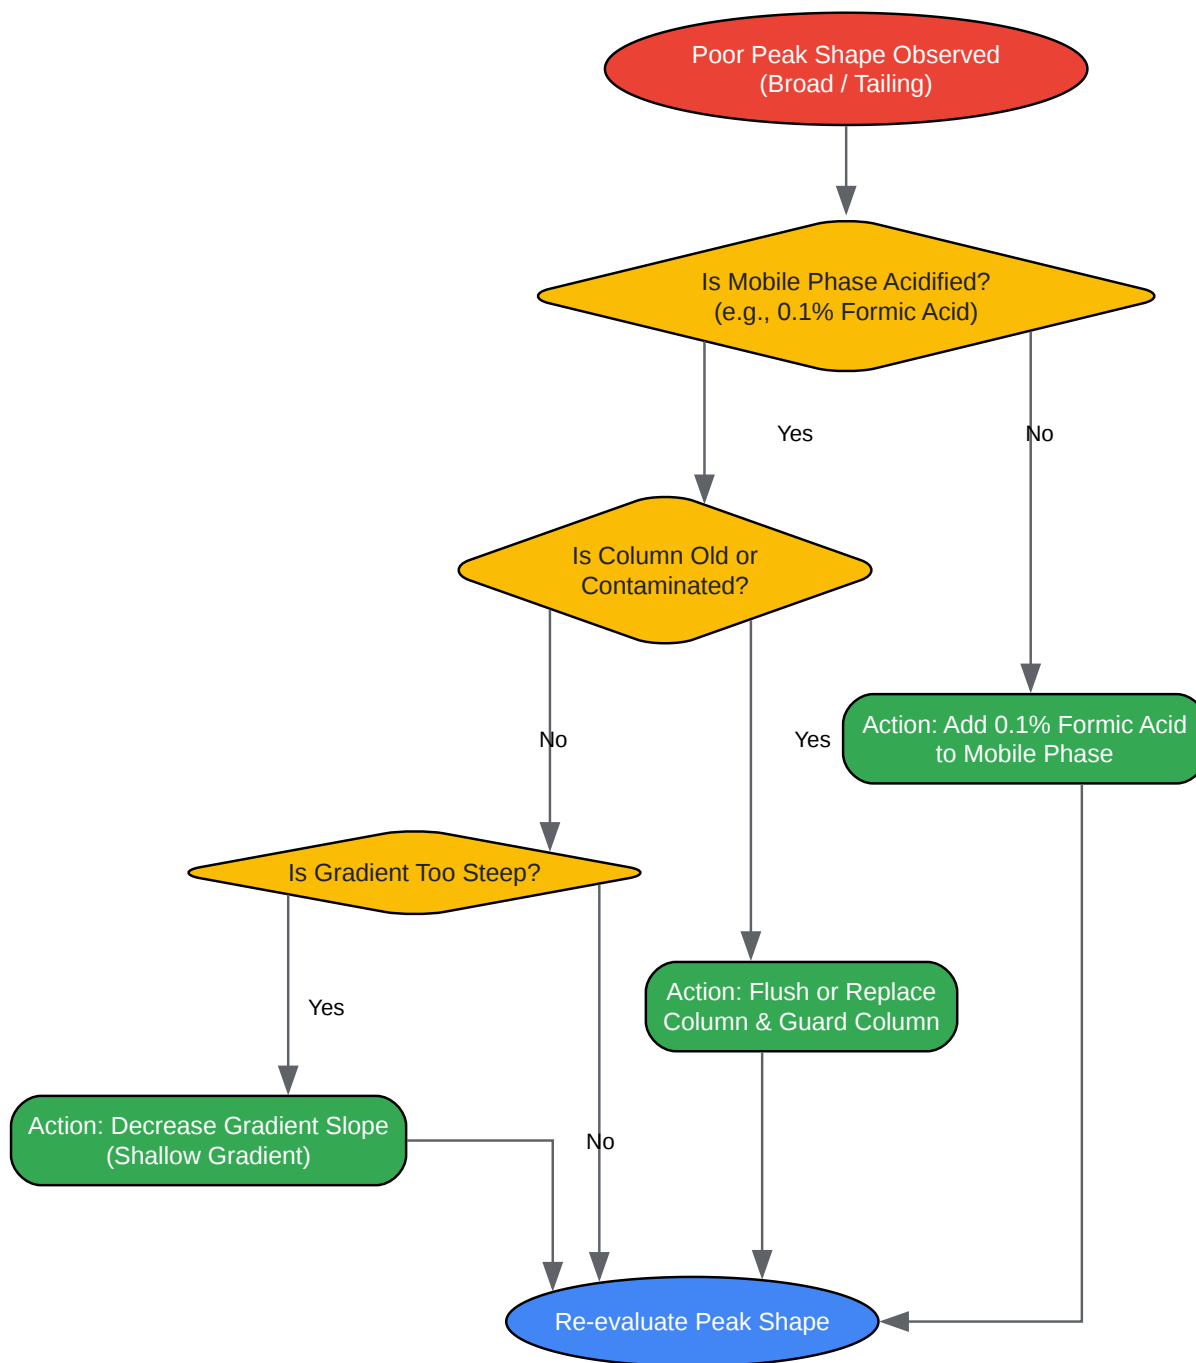 Poor Peak Shape Observed
(Broad / Tailing)
Is Mobile Phase Acidified?
(e.g., 0.1% Formic Acid)
Yes
No
Is Column Old or
Contaminated?
No
Yes
Action: Add 0.1% Formic Acid
to Mobile Phase
Is Gradient Too Steep?
Yes
Action: Flush or Replace
Column & Guard Column
Action: Decrease Gradient Slope
(Shallow Gradient)
No
Re-evaluate Peak Shape